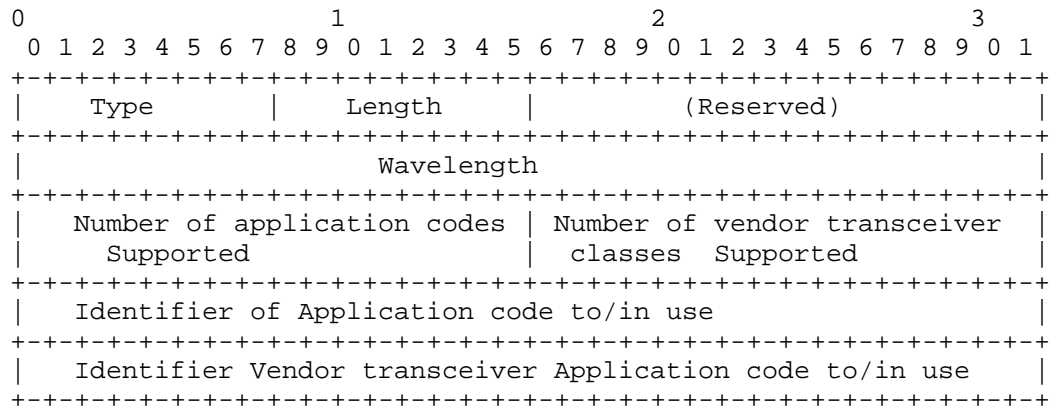 0                   1                   2                   3
 0 1 2 3 4 5 6 7 8 9 0 1 2 3 4 5 6 7 8 9 0 1 2 3 4 5 6 7 8 9 0 1
+-+-+-+-+-+-+-+-+-+-+-+-+-+-+-+-+-+-+-+-+-+-+-+-+-+-+-+-+-+-+-+-+
|    Type       |    Length     |         (Reserved)            |
+-+-+-+-+-+-+-+-+-+-+-+-+-+-+-+-+-+-+-+-+-+-+-+-+-+-+-+-+-+-+-+-+
|                      Wavelength                               |
+-+-+-+-+-+-+-+-+-+-+-+-+-+-+-+-+-+-+-+-+-+-+-+-+-+-+-+-+-+-+-+-+
|   Number of application codes | Number of vendor transceiver  |
|     Supported                 |  classes  Supported           |
+-+-+-+-+-+-+-+-+-+-+-+-+-+-+-+-+-+-+-+-+-+-+-+-+-+-+-+-+-+-+-+-+
|   Identifier of Application code to/in use                    |
+-+-+-+-+-+-+-+-+-+-+-+-+-+-+-+-+-+-+-+-+-+-+-+-+-+-+-+-+-+-+-+-+
|   Identifier Vendor transceiver Application code to/in use    |
+-+-+-+-+-+-+-+-+-+-+-+-+-+-+-+-+-+-+-+-+-+-+-+-+-+-+-+-+-+-+-+-+